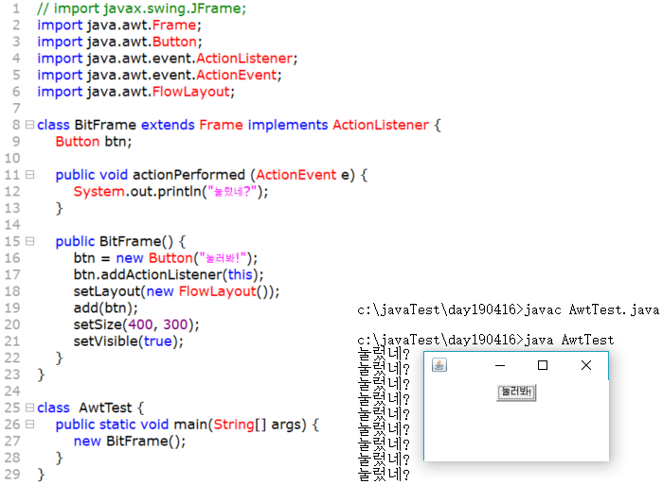 1 // import javax.swing.JFrame;
2 import java.awt.Frame;
3 import java.awt.Button;
4 import java.awt.event.ActionListener;
5 import java.awt.event.ActionEvent;
6 import java.awt.FlowLayout;
7
8 class BitFrame extends Frame implements ActionListener {
9 Button btn;
10
11 public void actionPerformed (ActionEvent e) {
12 System.out.println("눌렀네?");
13 }
14
15 public BitFrame() {
16 btn = new Button("눌러봐!");
17 btn.addActionListener(this);
18 setLayout(new FlowLayout());
19 add(btn);
20 setSize(400, 300);
21 setVisible(true);
22 }
23 }
24
25 class AwtTest {
26 public static void main(String[] args) {
27 new BitFrame();
28 }
29 }
c:\javaTest\day190416>javac AwtTest.java
c:\javaTest\day190416>java AwtTest
눌렀네?
눌렀네?
눌렀네?
눌렀네?
눌렀네?
눌렀네?
눌렀네?
눌렀네?
눌렀네?
눌러봐!